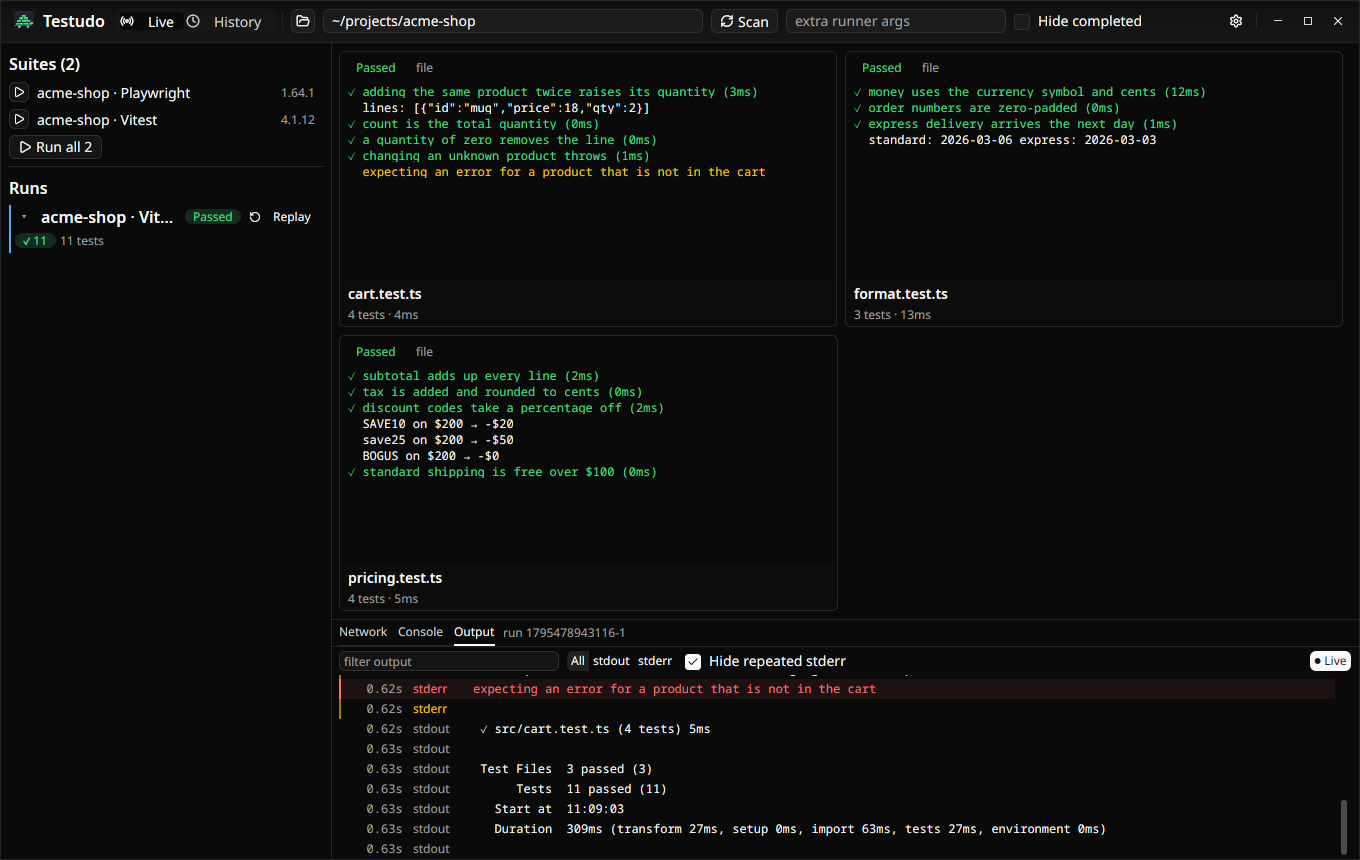 Testudo Live History ~/projects/acme-shop Scan extra runner args Hide completed
Suites (2)
acme-shop · Playwright 1.64.1
acme-shop · Vitest 4.1.12
Run all 2
Runs
acme-shop · Vit... Passed Replay
✓ 11 11 tests
Passed file
✓ adding the same product twice raises its quantity (3ms)
lines: [{"id":"mug","price":18,"qty":2}]
✓ count is the total quantity (0ms)
✓ a quantity of zero removes the line (0ms)
✓ changing an unknown product throws (1ms)
expecting an error for a product that is not in the cart
cart.test.ts
4 tests · 4ms
Passed file
✓ money uses the currency symbol and cents (12ms)
✓ order numbers are zero-padded (0ms)
✓ express delivery arrives the next day (1ms)
standard: 2026-03-06 express: 2026-03-03
format.test.ts
3 tests · 13ms
Passed file
✓ subtotal adds up every line (2ms)
✓ tax is added and rounded to cents (0ms)
✓ discount codes take a percentage off (2ms)
SAVE10 on $200 → -$20
save25 on $200 → -$50
BOGUS on $200 → -$0
✓ standard shipping is free over $100 (0ms)
pricing.test.ts
4 tests · 5ms
Network Console Output run 1795478943116-1
filter output All stdout stderr Hide repeated stderr Live
0.62s stderr expecting an error for a product that is not in the cart
0.62s stderr
0.62s stdout ✓ src/cart.test.ts (4 tests) 5ms
0.63s stdout
0.63s stdout Test Files 3 passed (3)
0.63s stdout Tests 11 passed (11)
0.63s stdout Start at 11:09:03
0.63s stdout Duration 309ms (transform 27ms, setup 0ms, import 63ms, tests 27ms, environment 0ms)
0.63s stdout